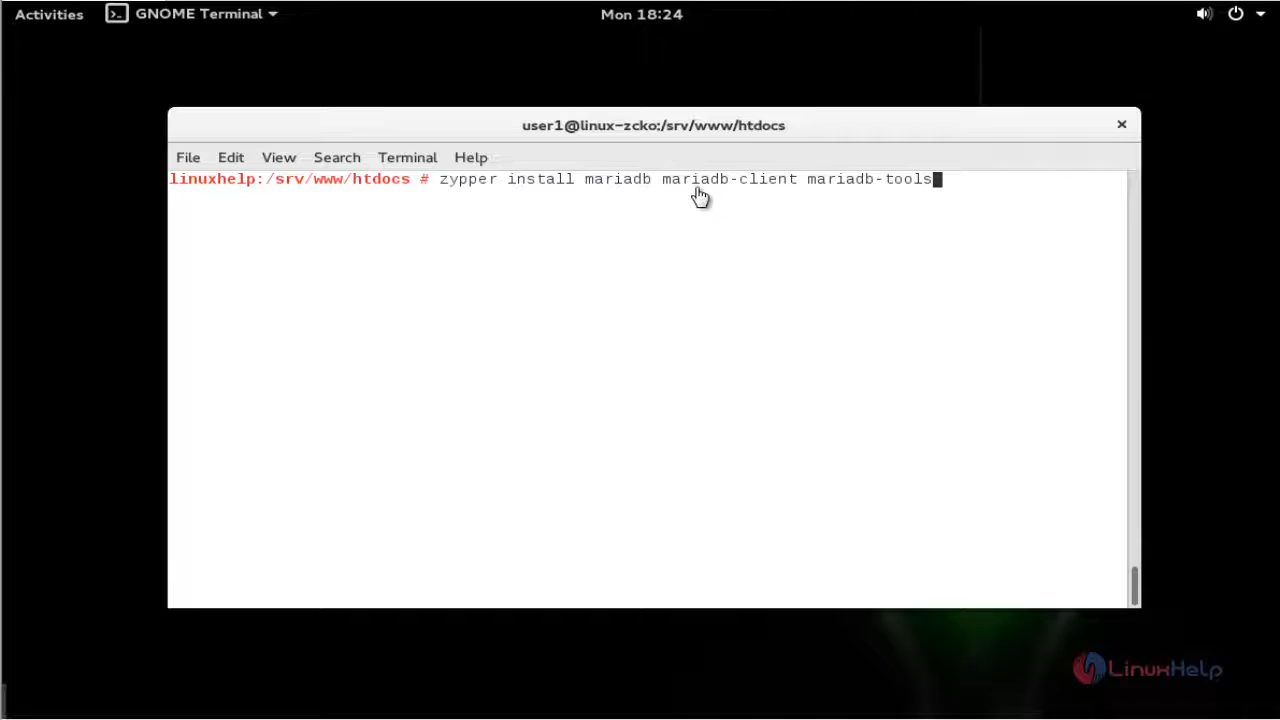 Activities GNOME Terminal Mon 18:24
user1@linux-zcko:/srv/www/htdocs
File Edit View Search Terminal Help
linuxhelp:/srv/www/htdocs # zypper install mariadb mariadb-client mariadb-tools
LinuxHelp